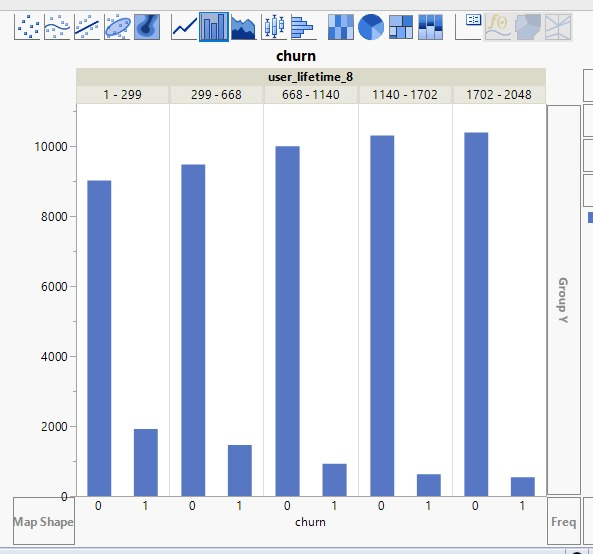 churn
user_lifetime_8
1 - 299 299 - 668 668 - 1140 1140 - 1702 1702 - 2048
10000
8000
6000
4000
2000
0
Group Y
0 1 0 1 0 1 0 1 0 1
Map Shape churn Freq